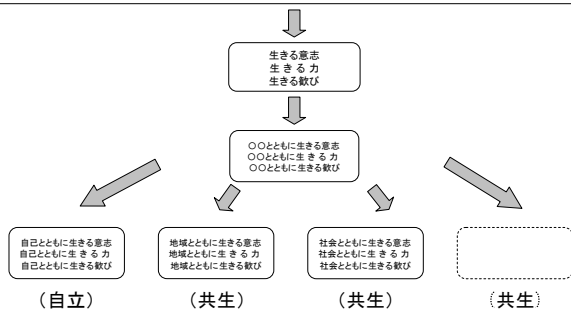 生きる意志
生きる力
生きる歓び
○○とともに生きる意志
○○とともに生きる力
○○とともに生きる歓び
自己とともに生きる意志
自己とともに生きる力
自己とともに生きる歓び
地域とともに生きる意志
地域とともに生きる力
地域とともに生きる歓び
社会とともに生きる意志
社会とともに生きる力
社会とともに生きる歓び
（自立）
（共生）
（共生）
（共生）